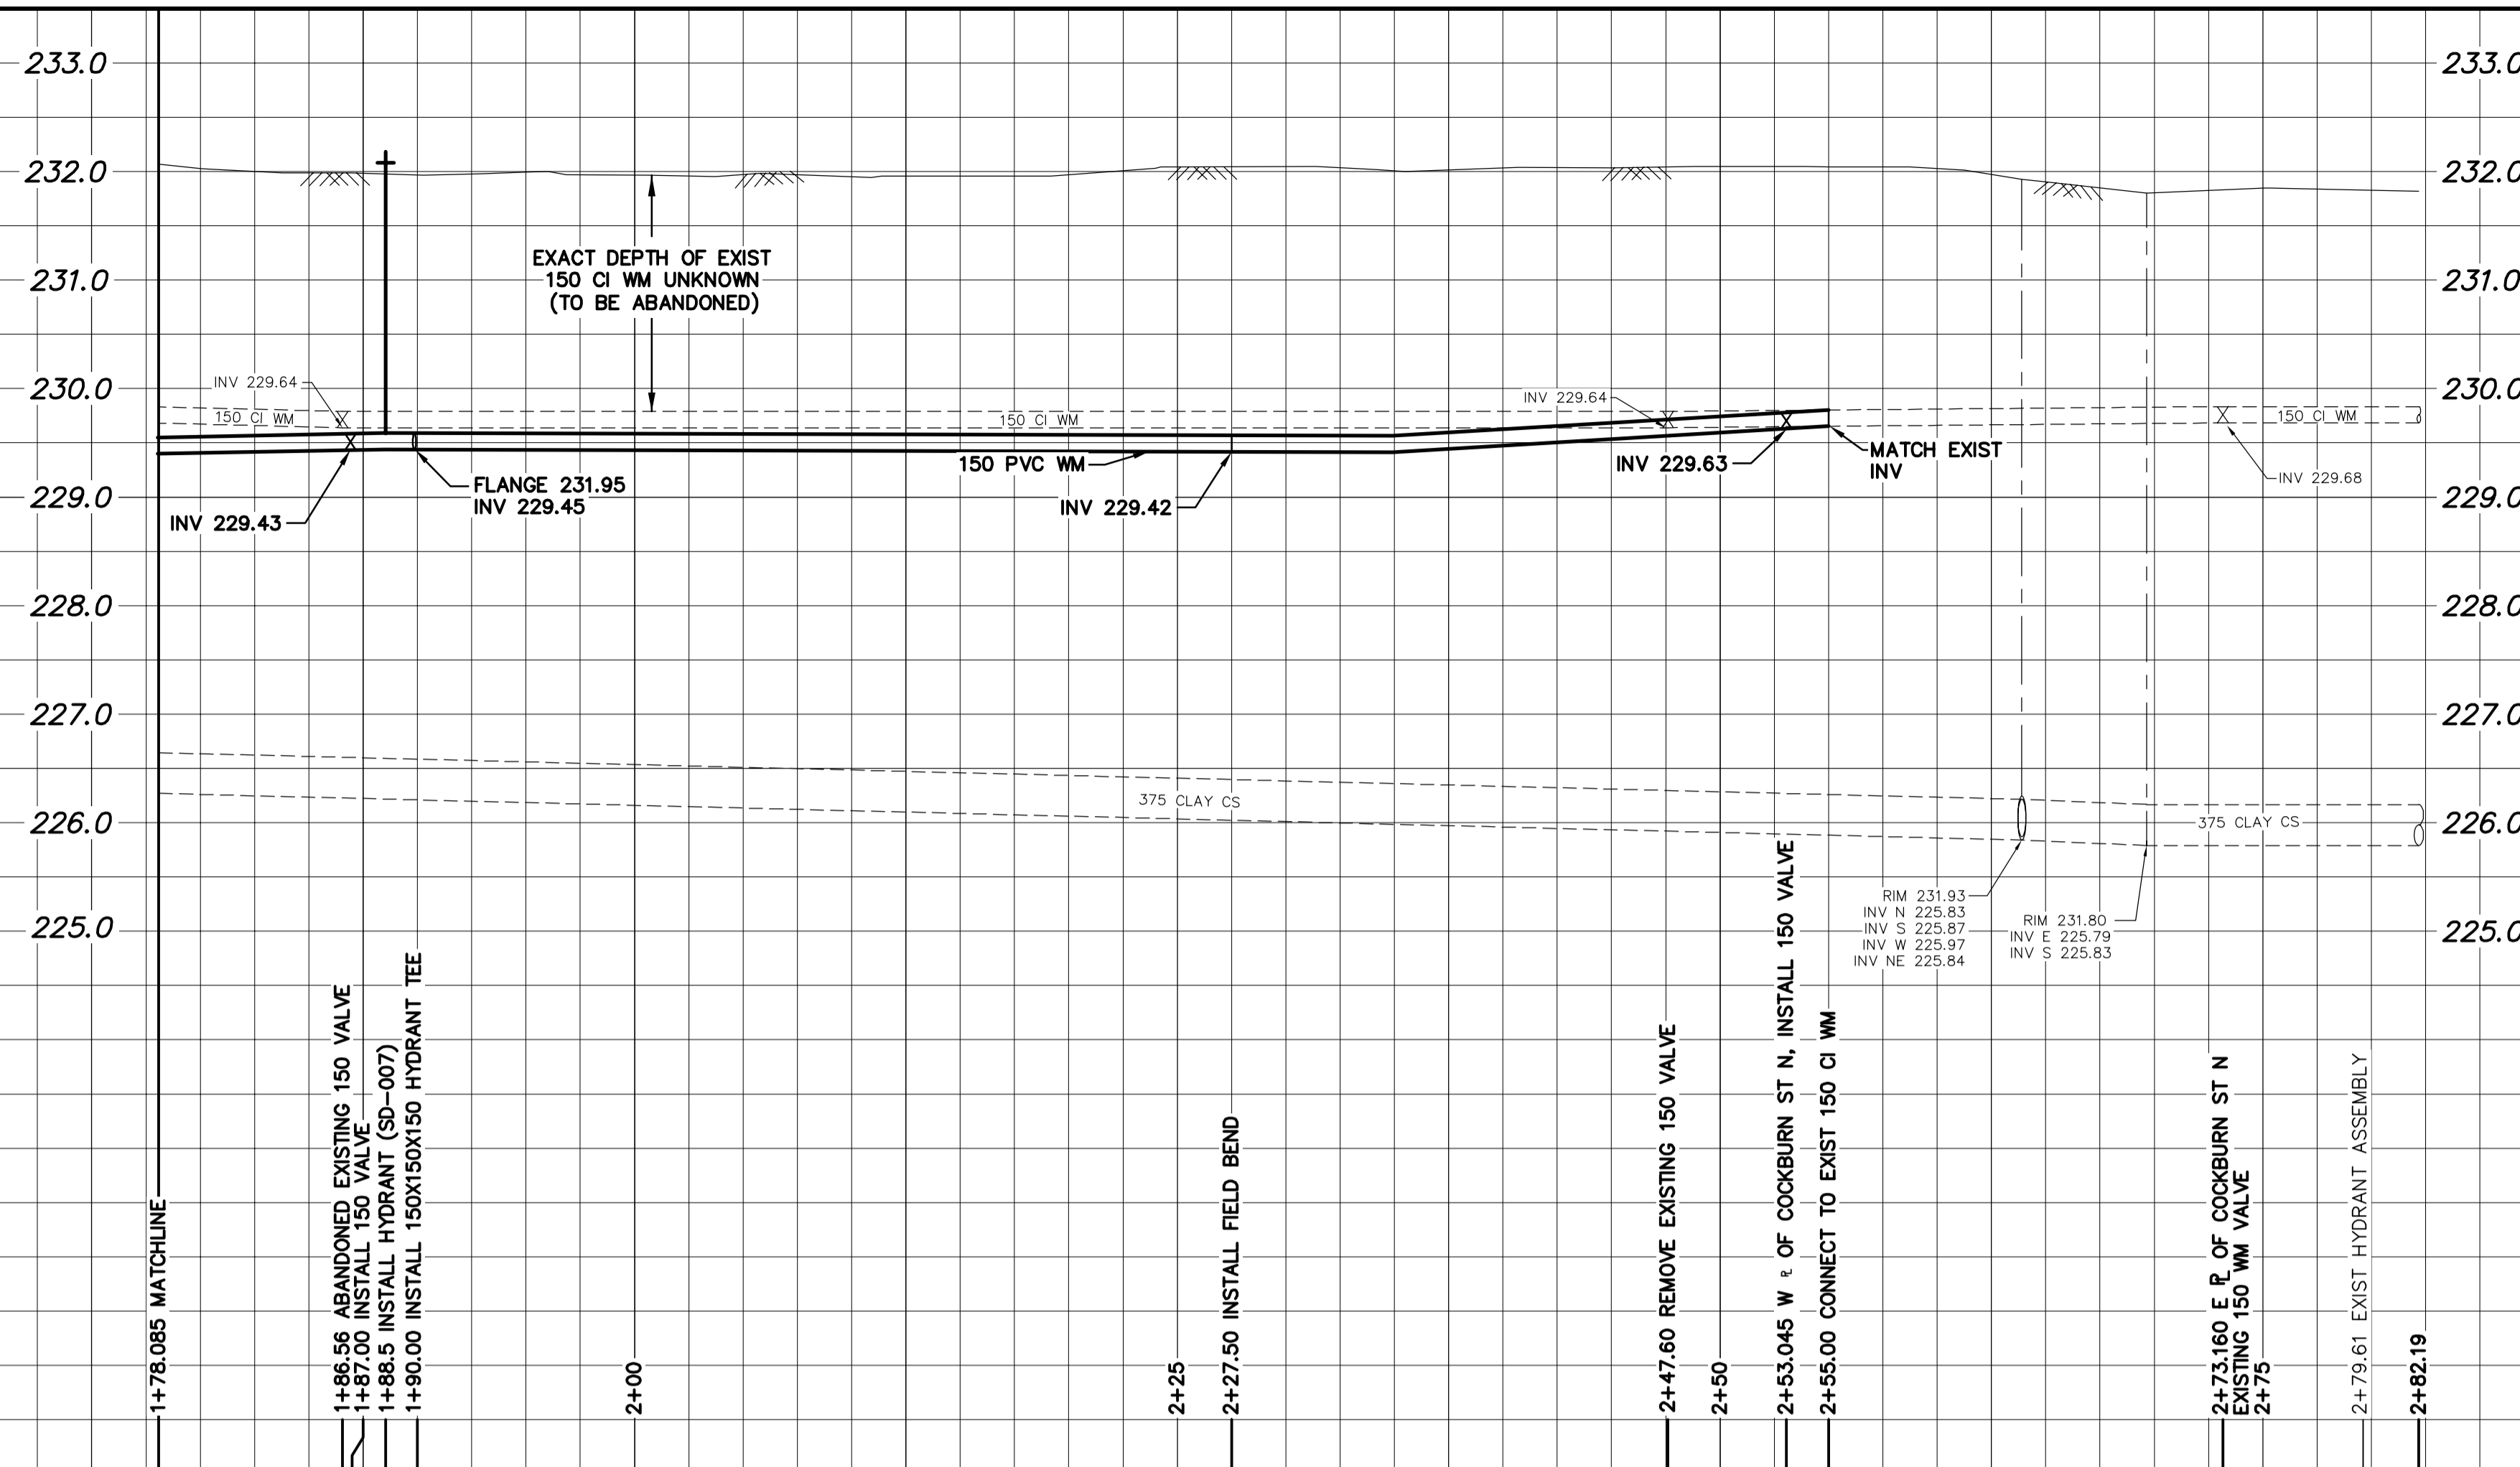 233.0
233.0
232.0
232.0
EXACT DEPTH OF EXIST
150 CI WM UNKNOWN
(TO BE ABANDONED)
231.0
231.0
230.0
230.0
INV 229.64
INV 229.64
150 CI WM
150 CI WM
150 CI WM
150 PVC WM
INV 229.63
MATCH EXIST
INV
INV 229.68
FLANGE 231.95
INV 229.45
INV 229.42
INV 229.43
229.0
229.0
228.0
228.0
227.0
227.0
375 CLAY CS
375 CLAY CS
226.0
226.0
RIM 231.93
INV N 225.83
INV S 225.87
INV W 225.97
INV NE 225.84
RIM 231.80
INV E 225.79
INV S 225.83
225.0
225.0
1+78.085 MATCHLINE
1+86.56 ABANDONED EXISTING 150 VALVE
1+87.00 INSTALL 150 VALVE
1+88.5 INSTALL HYDRANT (SD-007)
1+90.00 INSTALL 150X150X150 HYDRANT TEE
2+00
2+25
2+27.50 INSTALL FIELD BEND
2+47.60 REMOVE EXISTING 150 VALVE
2+50
2+53.045 W ℙL OF COCKBURN ST N, INSTALL 150 VALVE
2+55.00 CONNECT TO EXIST 150 CI WM
2+73.160 E PL OF COCKBURN ST N
EXISTING 150 WM VALVE
2+75
2+79.61 EXIST HYDRANT ASSEMBLY
2+82.19